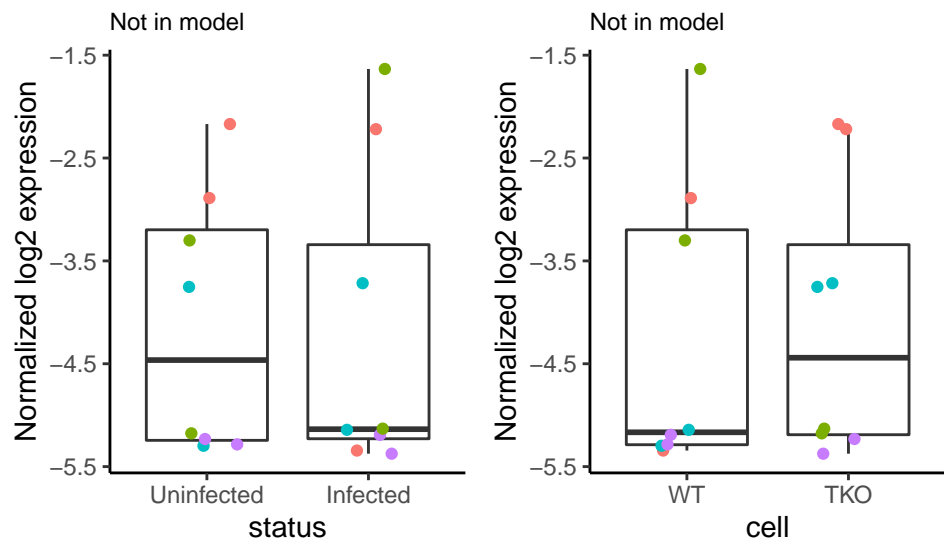 Not in model
Normalized log2 expression
−1.5
−2.5
−3.5
−4.5
−5.5
Uninfected
Infected
status
Not in model
Normalized log2 expression
−1.5
−2.5
−3.5
−4.5
−5.5
WT
TKO
cell